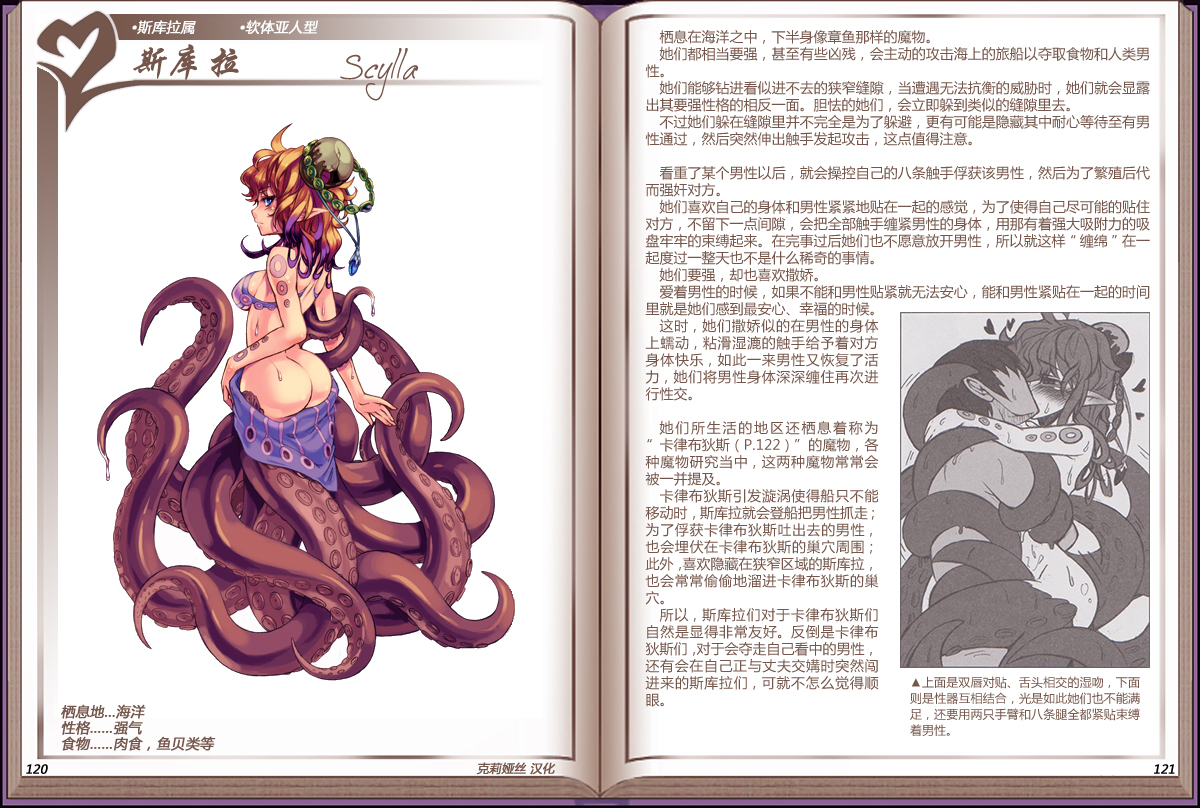 •斯库拉属 •软体亚人型
斯库拉 Scylla
栖息地...海洋
性格......强气
食物......肉食，鱼贝类等
120
克莉娅丝 汉化
栖息在海洋之中，下半身像章鱼那样的魔物。
她们都相当要强，甚至有些凶残，会主动的攻击海上的旅船以夺取食物和人类男
性。
她们能够钻进看似进不去的狭窄缝隙，当遭遇无法抗衡的威胁时，她们就会显露
出其要强性格的相反一面。胆怯的她们，会立即躲到类似的缝隙里去。
不过她们躲在缝隙里并不完全是为了躲避，更有可能是隐藏其中耐心等待至有男
性通过，然后突然伸出触手发起攻击，这点值得注意。
看重了某个男性以后，就会操控自己的八条触手俘获该男性，然后为了繁殖后代
而强奸对方。
她们喜欢自己的身体和男性紧紧地贴在一起的感觉，为了使得自己尽可能的贴住
对方，不留下一点间隙，会把全部触手缠紧男性的身体，用那有着强大吸附力的吸
盘牢牢的束缚起来。在完事过后她们也不愿意放开男性，所以就这样“缠绵”在一
起度过一整天也不是什么稀奇的事情。
她们要强，却也喜欢撒娇。
爱着男性的时候，如果不能和男性贴紧就无法安心，能和男性紧贴在一起的时间
里就是她们感到最安心、幸福的时候。
这时，她们撒娇似的在男性的身体
上蠕动，粘滑湿漉的触手给予着对方
身体快乐，如此一来男性又恢复了活
力，她们将男性身体深深缠住再次进
行性交。
她们所生活的地区还栖息着称为
“卡律布狄斯（P.122）”的魔物，各
种魔物研究当中，这两种魔物常常会
被一并提及。
卡律布狄斯引发漩涡使得船只不能
移动时，斯库拉就会登船把男性抓走；
为了俘获卡律布狄斯吐出去的男性，
也会埋伏在卡律布狄斯的巢穴周围；
此外，喜欢隐藏在狭窄区域的斯库拉，
也会常常偷偷地溜进卡律布狄斯的巢
穴。
所以，斯库拉们对于卡律布狄斯们
自然是显得非常友好。反倒是卡律布
狄斯们，对于会夺走自己看中的男性，
还有会在自己正与丈夫交媾时突然闯
进来的斯库拉们，可就不怎么觉得顺
眼。
▲上面是双唇对贴、舌头相交的湿吻，下面
则是性器互相结合，光是如此她们也不能满
足，还要用两只手臂和八条腿全都紧贴束缚
着男性。
121